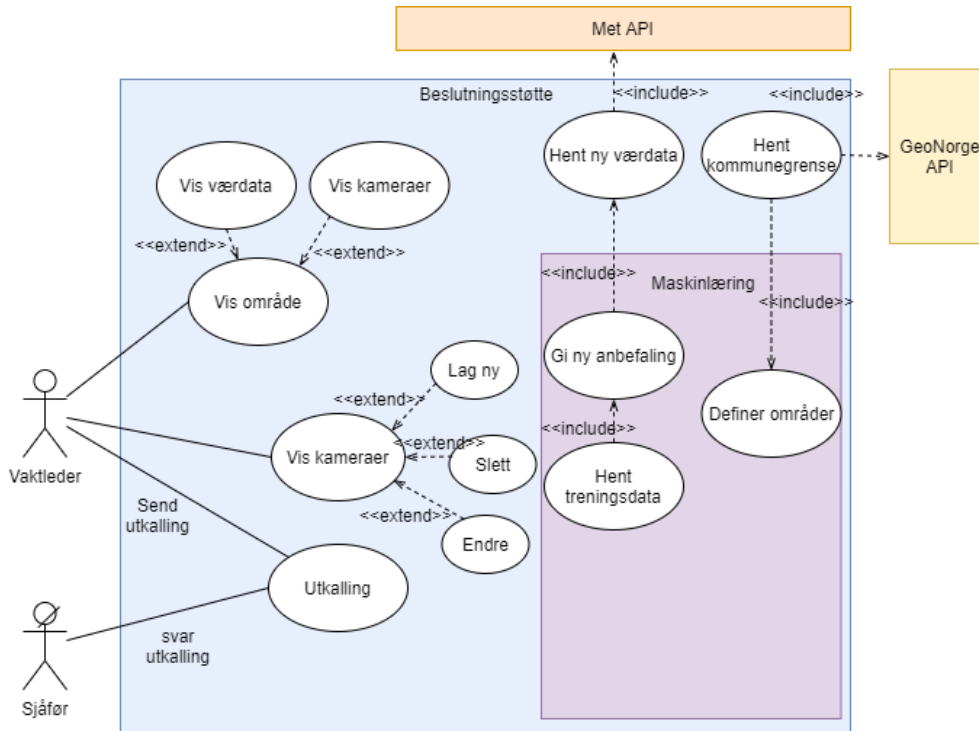 Met API
Beslutningsstøtte
<<include>>
<<include>>
Hent ny værdata
Hent
kommunegrense
GeoNorge
API
Vis værdata
Vis kameraer
<<extend>>
<<extend>>
Vis område
<<include>>
Maskinlæring
<<include>>
Gi ny anbefaling
Definer områder
Lag ny
<<extend>>
<<extend>>
<<include>>
Vis kameraer
Slett
Hent
treningsdata
Vaktleder
Send
utkalling
<<extend>>
Endre
Utkalling
svar
utkalling
Sjåfør